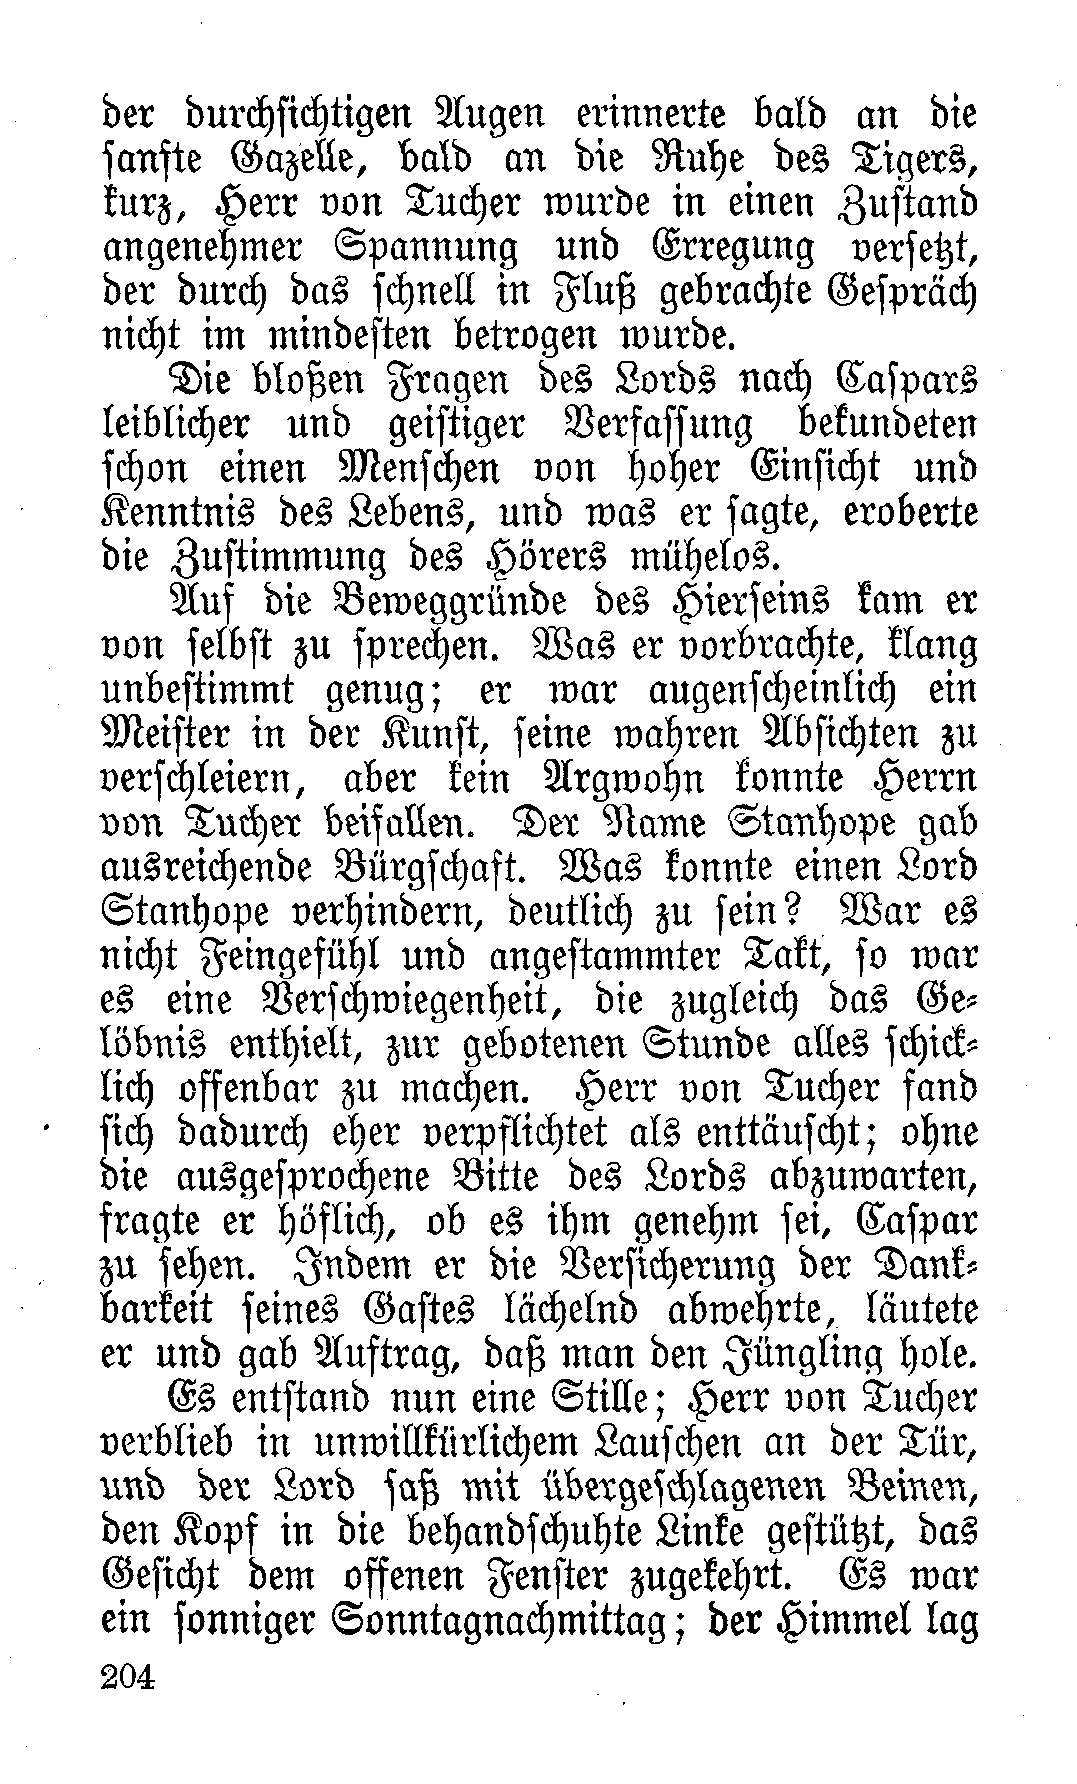 der durchsichtigen Augen erinnerte bald an die
sanfte Gazelle, bald an die Ruhe des Tigers,
kurz, Herr von Tucher wurde in einen Zustand
angenehmer Spannung und Erregung versetzt,
der durch das schnell in Fluß gebrachte Gespräch
nicht im mindesten betrogen wurde.
Die bloßen Fragen des Lords nach Caspars
leiblicher und geistiger Verfassung bekundeten
schon einen Menschen von hoher Einsicht und
Kenntnis des Lebens, und was er sagte, eroberte
die Zustimmung des Hörers mühelos.
Auf die Beweggründe des Hierseins kam er
von selbst zu sprechen. Was er vorbrachte, klang
unbestimmt genug; er war augenscheinlich ein
Meister in der Kunst, seine wahren Absichten zu
verschleiern, aber kein Argwohn konnte Herrn
von Tucher beifallen. Der Name Stanhope gab
ausreichende Bürgschaft. Was konnte einen Lord
Stanhope verhindern, deutlich zu sein? War es
nicht Feingefühl und angestammter Takt, so war
es eine Verschwiegenheit, die zugleich das Ge-
löbnis enthielt, zur gebotenen Stunde alles schick-
lich offenbar zu machen. Herr von Tucher fand
sich dadurch eher verpflichtet als enttäuscht; ohne
die ausgesprochene Bitte des Lords abzuwarten,
fragte er höflich, ob es ihm genehm sei, Caspar
zu sehen. Indem er die Versicherung der Dank-
barkeit seines Gastes lächelnd abwehrte, läutete
er und gab Auftrag, daß man den Jüngling hole.
Es entstand nun eine Stille; Herr von Tucher
verblieb in unwillkürlichem Lauschen an der Tür,
und der Lord saß mit übergeschlagenen Beinen,
den Kopf in die behandschuhte Linke gestützt, das
Gesicht dem offenen Fenster zugekehrt. Es war
ein sonniger Sonntagnachmittag; der Himmel lag
204